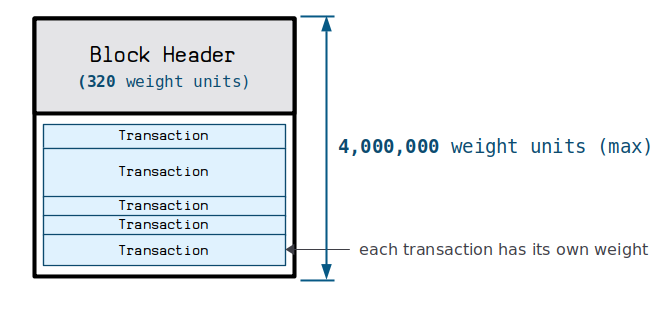 Block Header
(320 weight units)
Transaction
Transaction
Transaction
Transaction
Transaction
4,000,000 weight units (max)
each transaction has its own weight